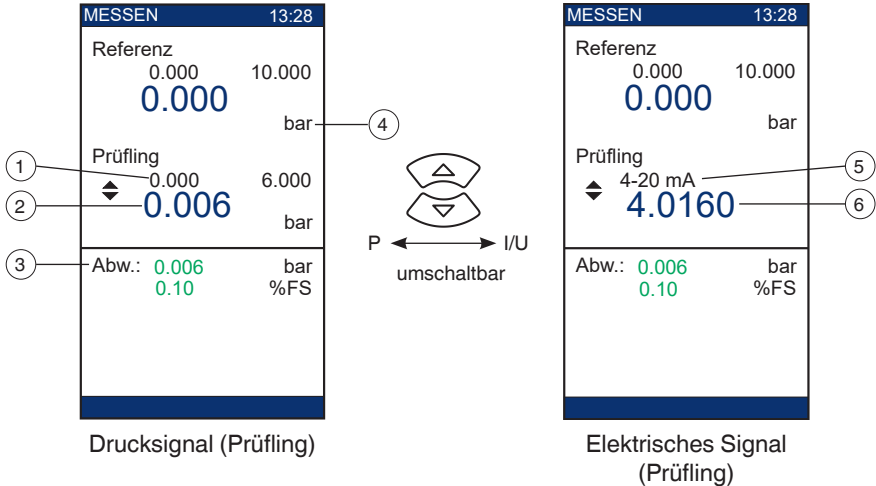 MESSEN 13:28
Referenz
0.000 10.000
0.000
bar
4
Prüfling
1
0.000 6.000
2
0.006
bar
3
Abw.: 0.006 bar
0.10 %FS
Drucksignal (Prüfling)
P I/U
umschaltbar
MESSEN 13:28
Referenz
0.000 10.000
0.000
bar
Prüfling
4-20 mA
5
4.0160
6
Abw.: 0.006 bar
0.10 %FS
Elektrisches Signal
(Prüfling)